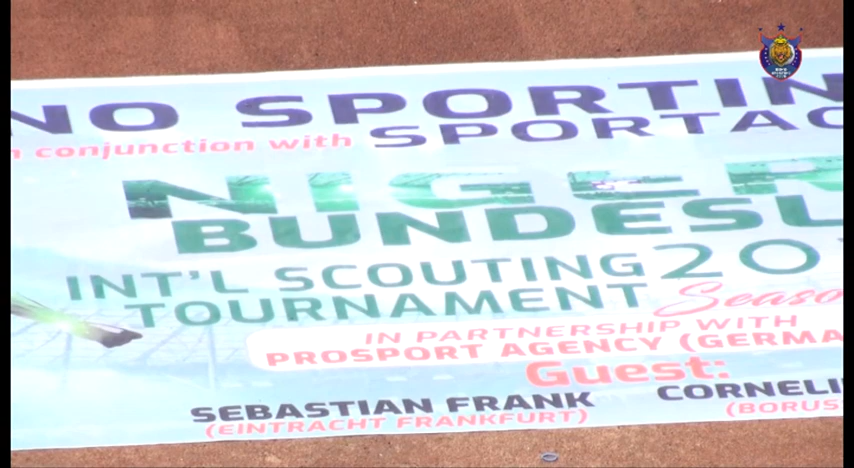 NO SPORTIN
conjunction with SPORTAC
NIGER
BUNDESL
INT'L SCOUTING 20
TOURNAMENT Seaso
IN PARTNERSHIP WITH
PROSPORT AGENCY (GERMA
Guest:
SEBASTIAN FRANK CORNELI
(EINTRACHT FRANKFURT) (BORUS